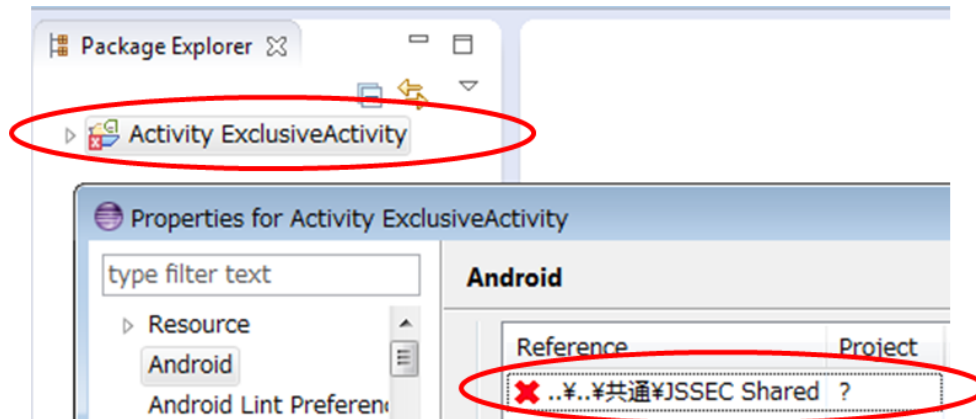 Package Explorer
Activity ExclusiveActivity
Properties for Activity ExclusiveActivity
type filter text
Android
Resource
Android
Android Lint Preferen
Reference Project
..¥..¥共通¥JSSEC Shared ?